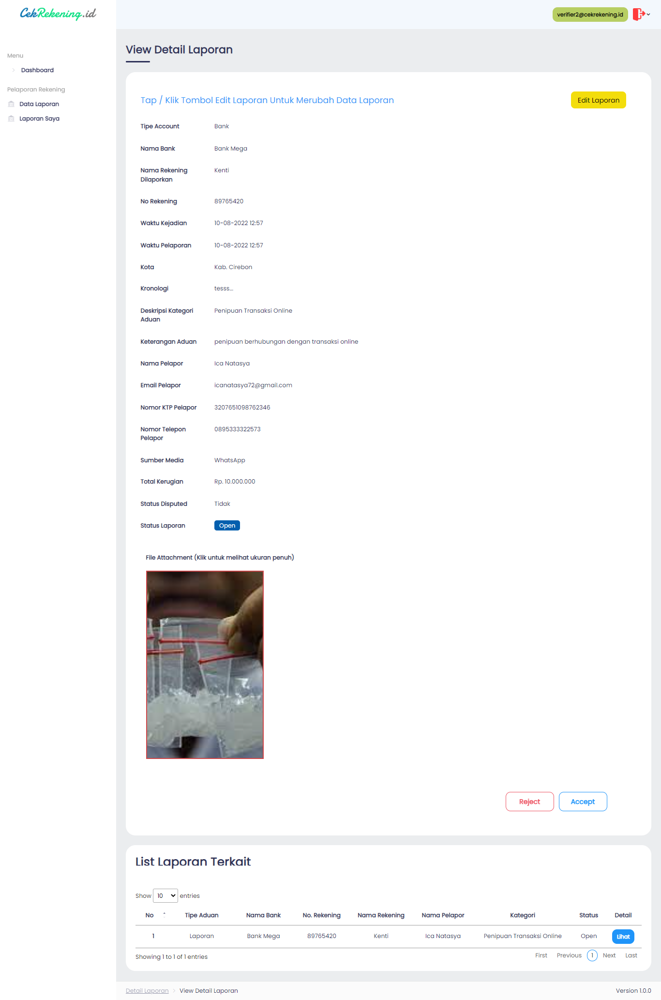 CekRekening.id
verifier2@cekrekening.id
Menu
Dashboard
Pelaporan Rekening
Data Laporan
Laporan Saya
View Detail Laporan
Tap / Klik Tombol Edit Laporan Untuk Merubah Data Laporan
Edit Laporan
Tipe Account Bank
Nama Bank Bank Mega
Nama Rekening Kenti
Dilaporkan
No Rekening 89765420
Waktu Kejadian 10-08-2022 12:57
Waktu Pelaporan 10-08-2022 12:57
Kota Kab. Cirebon
Kronologi tesss...
Deskripsi Kategori Penipuan Transaksi Online
Aduan
Keterangan Aduan penipuan berhubungan dengan transaksi online
Nama Pelapor Ica Natasya
Email Pelapor icanatasya72@gmail.com
Nomor KTP Pelapor 3207651098762346
Nomor Telepon 0895333322573
Pelapor
Sumber Media WhatsApp
Total Kerugian Rp. 10.000.000
Status Disputed Tidak
Status Laporan Open
File Attachment (Klik untuk melihat ukuran penuh)
Reject Accept
List Laporan Terkait
Show 10 entries
No Tipe Aduan Nama Bank No. Rekening Nama Rekening Nama Pelapor Kategori Status Detail
1 Laporan Bank Mega 89765420 Kenti Ica Natasya Penipuan Transaksi Online Open Lihat
Showing 1 to 1 of 1 entries
First Previous 1 Next Last
Detail Laporan > View Detail Laporan
Version 1.0.0